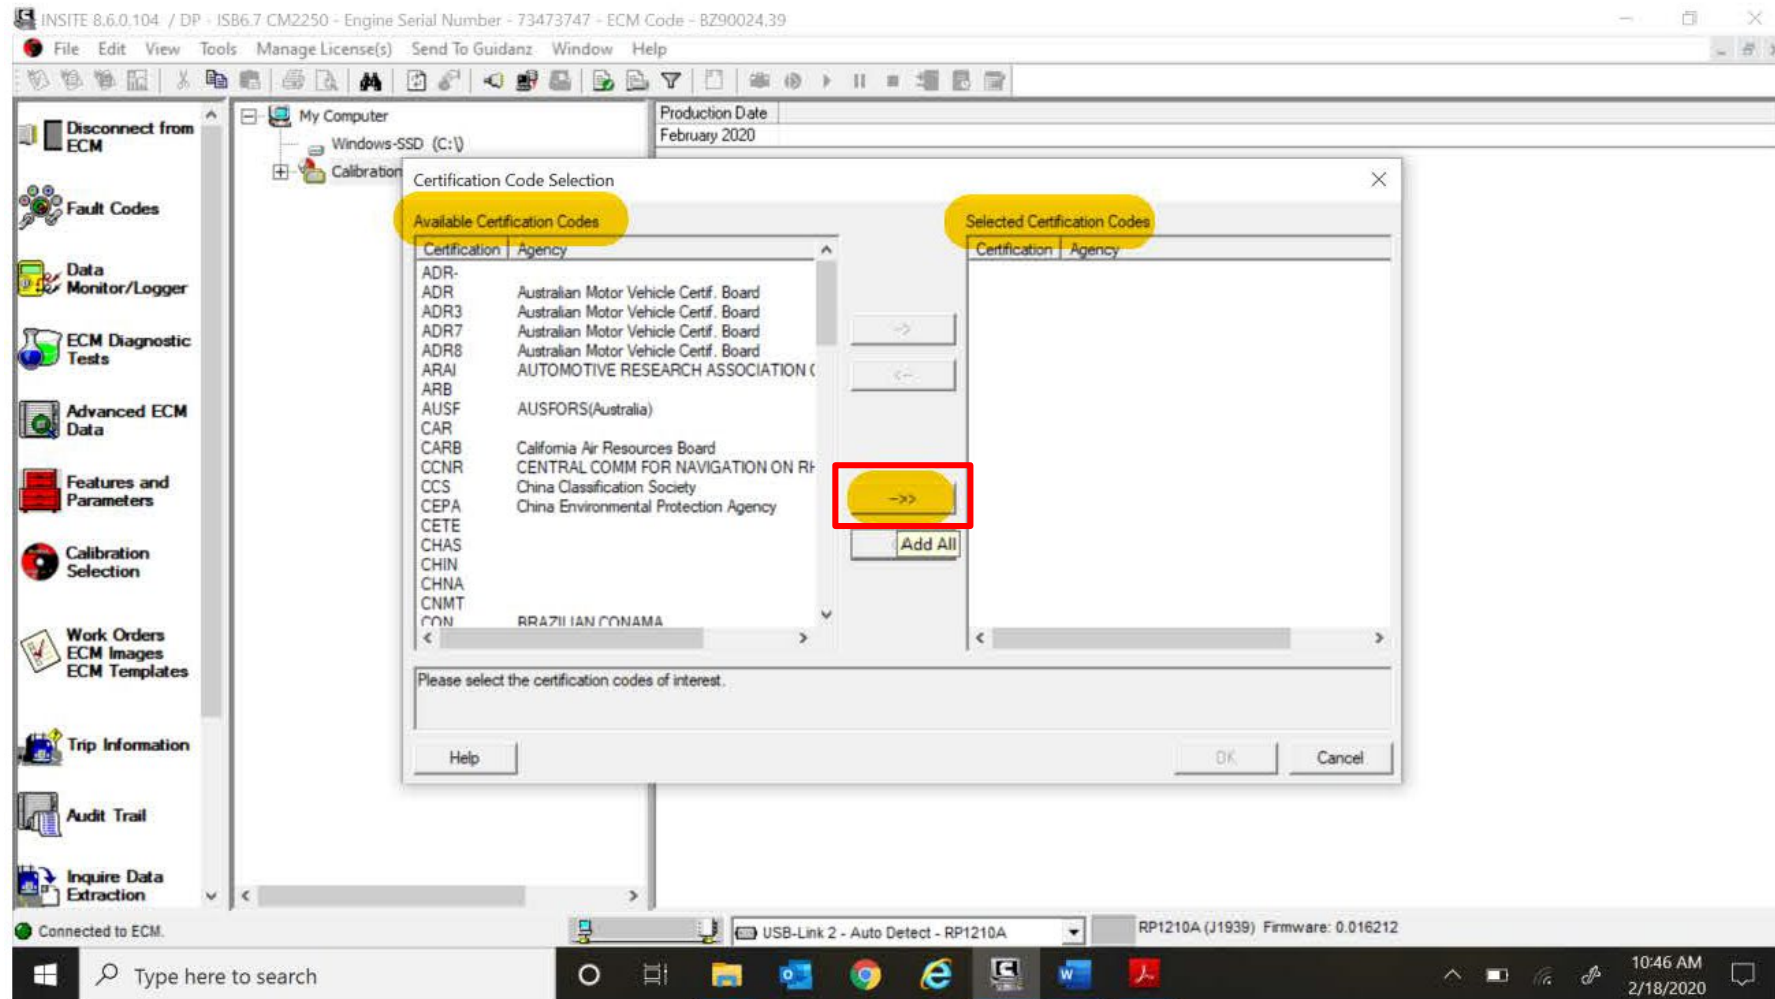 INSITE 8.6.0.104 / DP - ISB6.7 CM2250 - Engine Serial Number - 73473747 - ECM Code - BZ90024.39
File Edit View Tools Manage License(s) Send To Guidanz Window Help
Disconnect from
ECM
Fault Codes
Data
Monitor/Logger
ECM Diagnostic
Tests
Advanced ECM
Data
Features and
Parameters
Calibration
Selection
Work Orders
ECM Images
ECM Templates
Trip Information
Audit Trail
Inquire Data
Extraction
My Computer
Windows-SSD (C:\)
Calibration
Production Date
February 2020
Certification Code Selection
Available Certification Codes
Certification Agency
ADR-
ADR Australian Motor Vehicle Certif. Board
ADR3 Australian Motor Vehicle Certif. Board
ADR7 Australian Motor Vehicle Certif. Board
ADR8 Australian Motor Vehicle Certif. Board
ARAI AUTOMOTIVE RESEARCH ASSOCIATION
ARB
AUSF AUSFORS(Australia)
CAR
CARB California Air Resources Board
CCNR CENTRAL COMM FOR NAVIGATION ON
CCS China Classification Society
CEPA China Environmental Protection Agency
CETE
CHAS
CHIN
CHNA
CNMT
CON BRAZILIAN CONAMA
->
<-
->>
Add All
Selected Certification Codes
Certification Agency
Please select the certification codes of interest.
Help
OK
Cancel
Connected to ECM.
USB-Link 2 - Auto Detect - RP1210A
RP1210A (J1939) Firmware: 0.016212
Type here to search
10:46 AM
2/18/2020